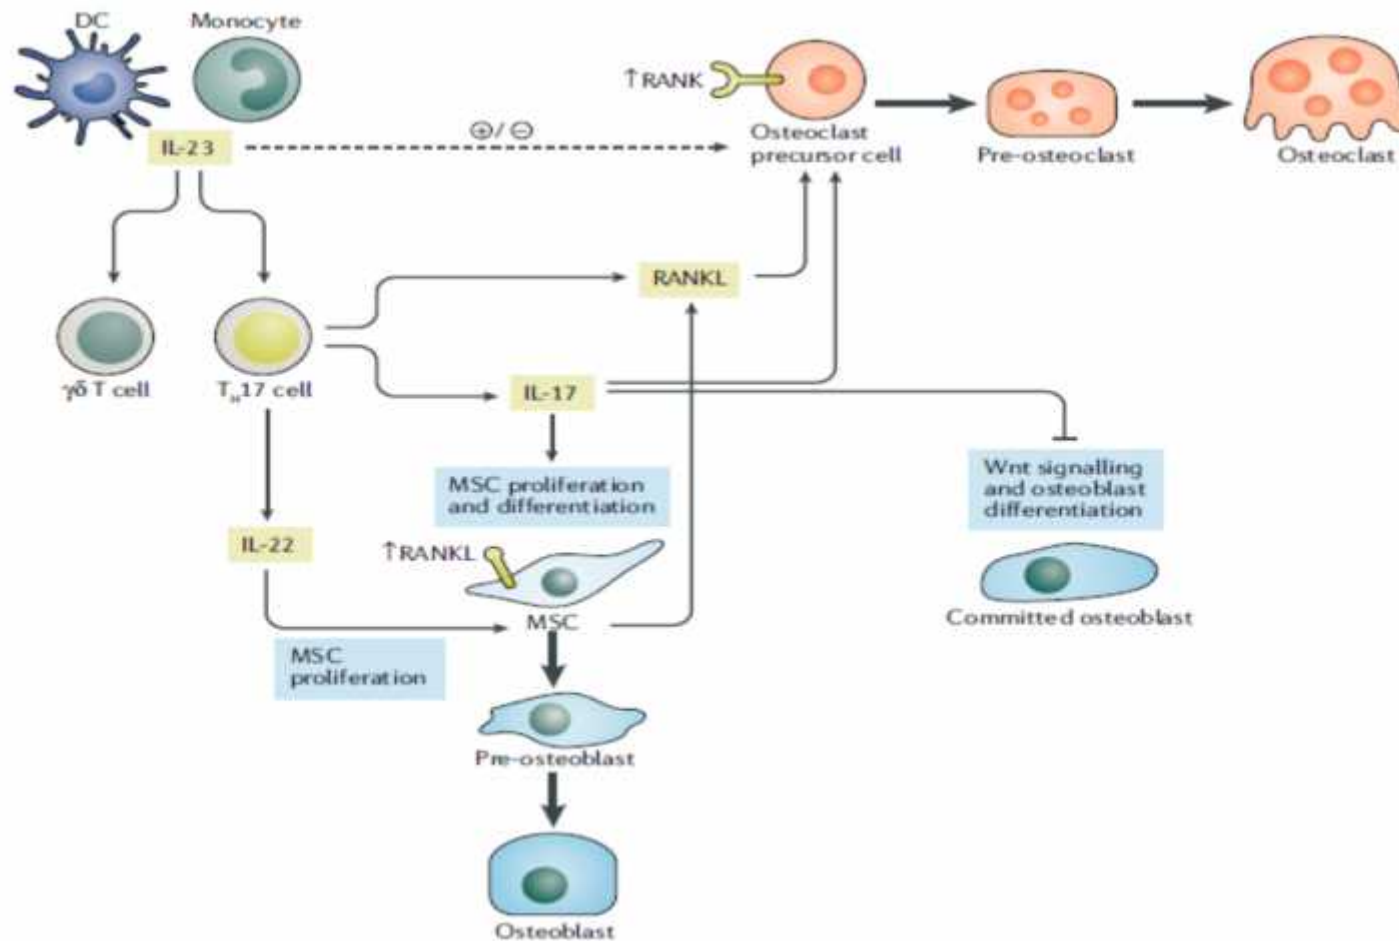 DC
Monocyte
IL-23
⊕/⊖
↑RANK
Osteoclast
precursor cell
Pre-osteoclast
Osteoclast
RANKL
γδ T cell
TH17 cell
IL-17
MSC proliferation
and differentiation
Wnt signalling
and osteoblast
differentiation
IL-22
↑RANKL
MSC
Committed osteoblast
MSC
proliferation
Pre-osteoblast
Osteoblast